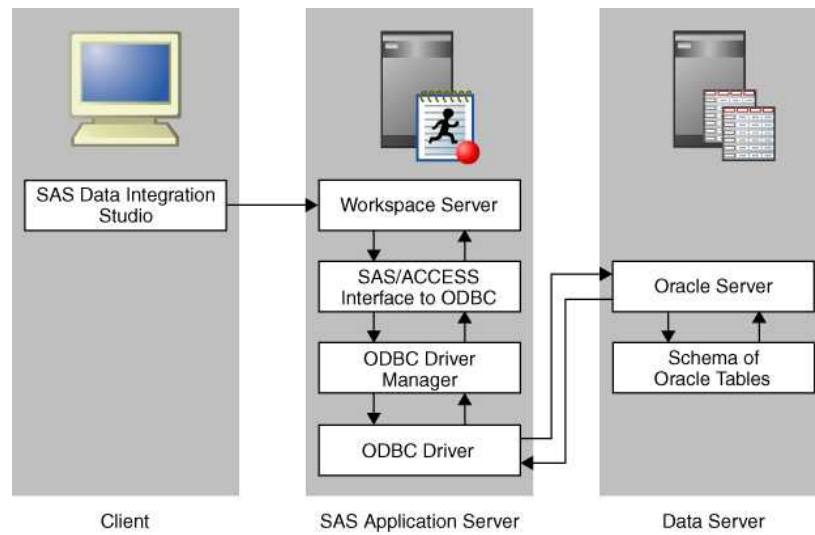 SAS Data Integration
Studio
Workspace Server
SAS/ACCESS
Interface to ODBC
ODBC Driver
Manager
ODBC Driver
Oracle Server
Schema of
Oracle Tables
Client
SAS Application Server
Data Server